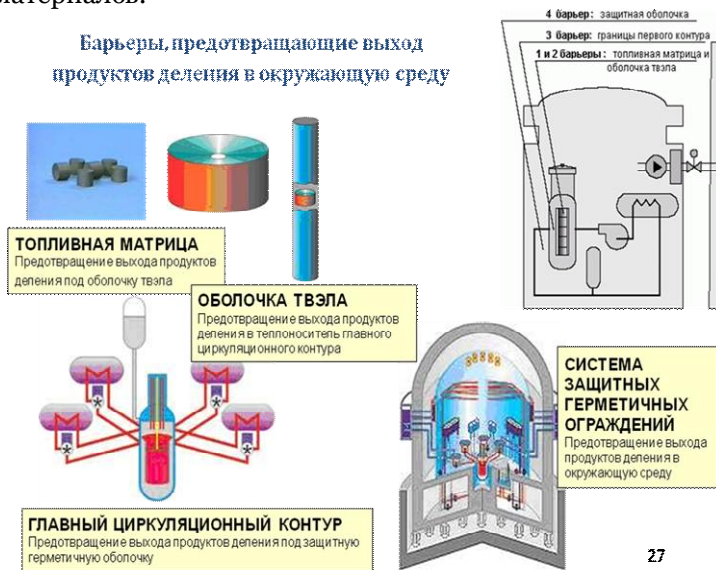 материалов.
4 барьер: защитная оболочка
3 барьер: границы первого контура
1 и 2 барьеры: топливная матрица и
оболочка твэла
Барьеры, предотвращающие выход
продуктов деления в окружающую среду
ТОПЛИВНАЯ МАТРИЦА
Предотвращение выхода продуктов
деления под оболочку твэла
ОБОЛОЧКА ТВЭЛА
Предотвращение выхода продуктов
деления в теплоноситель главного
циркуляционного контура
СИСТЕМА
ЗАЩИТНЫХ
ГЕРМЕТИЧНЫХ
ОГРАЖДЕНИЙ
Предотвращение выхода
продуктов деления в
окружающую среду
ГЛАВНЫЙ ЦИРКУЛЯЦИОННЫЙ КОНТУР
Предотвращение выхода продуктов деления под защитную
герметичную оболочку
27